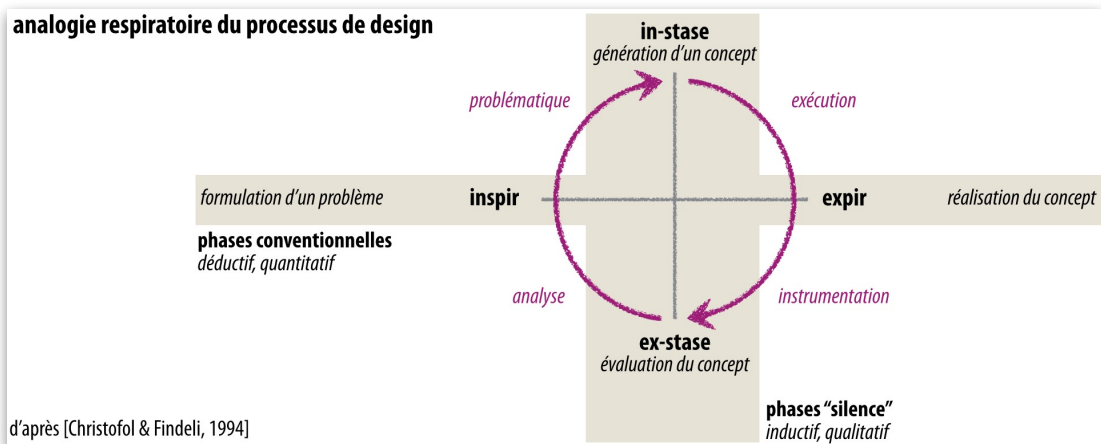 analogie respiratoire du processus de design
in-stase
génération d’un concept
problématique
exécution
formulation d’un problème
inspir
expir
réalisation du concept
phases conventionnelles
déductif, quantitatif
analyse
instrumentation
ex-stase
évaluation du concept
phases “silence”
inductif, qualitatif
d’après [Christofol & Findeli, 1994]